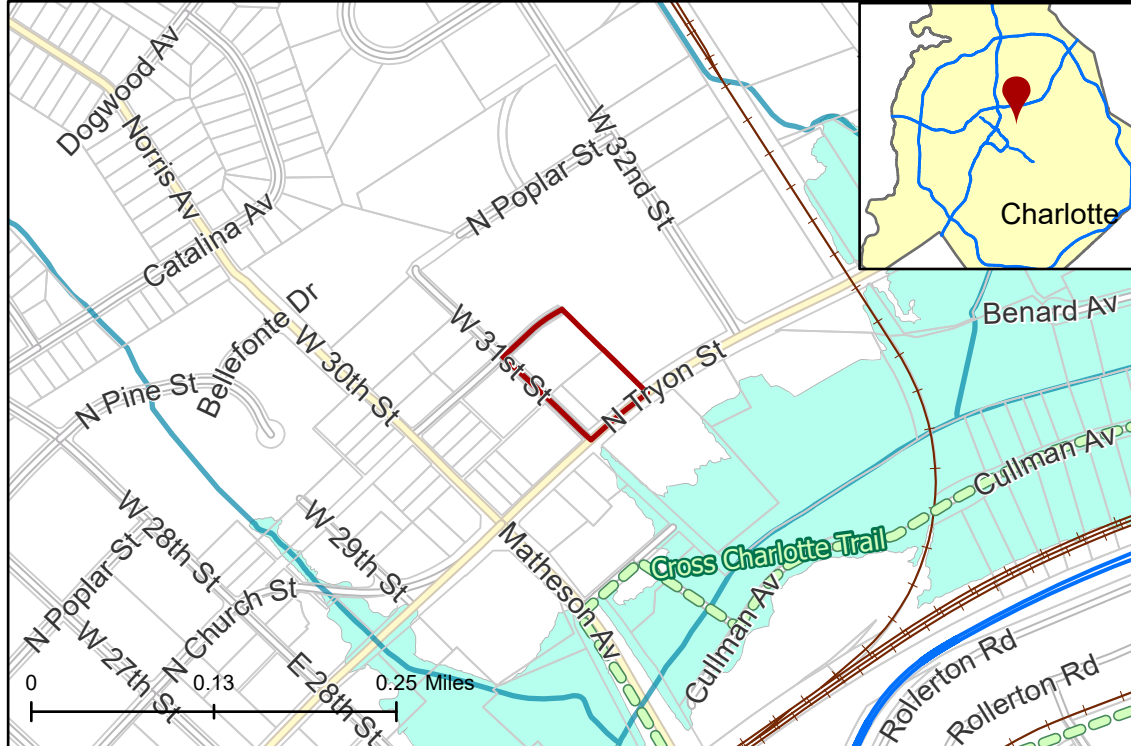 Dogwood Av
Norris Av
Catalina Av
W 32nd St
N Poplar St
Charlotte
Bellefonte Dr
W 31st St
W 30th St
N Tryon St
Benard Av
N Pine St
Cullman Av
W 28th St
W 29th St
Matheson Av
Cross Charlotte Trail
N Poplar St
N Church St
Cullman Av
W 27th St
E 28th St
Rollerton Rd
Rollerton Rd
0 0.13 0.25 Miles